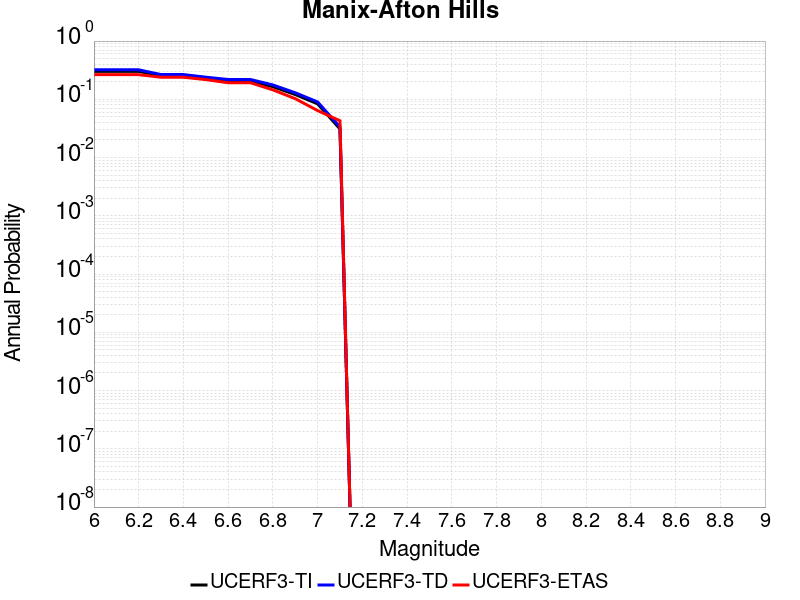 Manix-Afton Hills
10^0
10^-1
10^-2
10^-3
10^-4
10^-5
10^-6
10^-7
10^-8
Annual Probability
6 6.2 6.4 6.6 6.8 7 7.2 7.4 7.6 7.8 8 8.2 8.4 8.6 8.8 9
Magnitude
UCERF3-TI UCERF3-TD UCERF3-ETAS